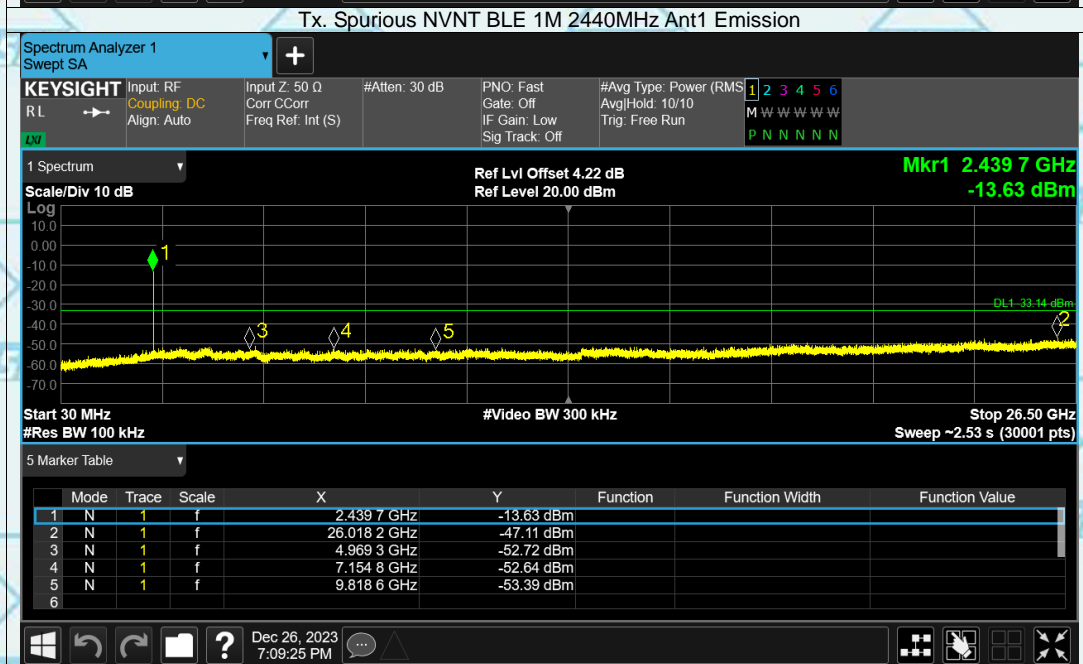 Tx. Spurious NVNT BLE 1M 2440MHz Ant1 Emission
Spectrum Analyzer 1
Swept SA
+
KEYSIGHT Input: RF Input Z: 50 Ω #Atten: 30 dB PNO: Fast #Avg Type: Power (RMS 1 2 3 4 5 6
RL Coupling: DC Corr CCorr Gate: Off Avg|Hold: 10/10 M W W W W W
Align: Auto Freq Ref: Int (S) IF Gain: Low Trig: Free Run
LXI Sig Track: Off P N N N N N
1 Spectrum Ref Lvl Offset 4.22 dB Mkr1 2.439 7 GHz
Scale/Div 10 dB Ref Level 20.00 dBm -13.63 dBm
Log
10.0
0.00 1
-10.0
-20.0
-30.0 DL1 -33.14 dBm
-40.0 3 4 5 2
-50.0
-60.0
-70.0
Start 30 MHz #Video BW 300 kHz Stop 26.50 GHz
#Res BW 100 kHz Sweep ~2.53 s (30001 pts)
5 Marker Table
Mode Trace Scale X Y Function Function Width Function Value
1 N 1 f 2.439 7 GHz -13.63 dBm
2 N 1 f 26.018 2 GHz -47.11 dBm
3 N 1 f 4.969 3 GHz -52.72 dBm
4 N 1 f 7.154 8 GHz -52.64 dBm
5 N 1 f 9.818 6 GHz -53.39 dBm
6
? Dec 26, 2023
7:09:25 PM